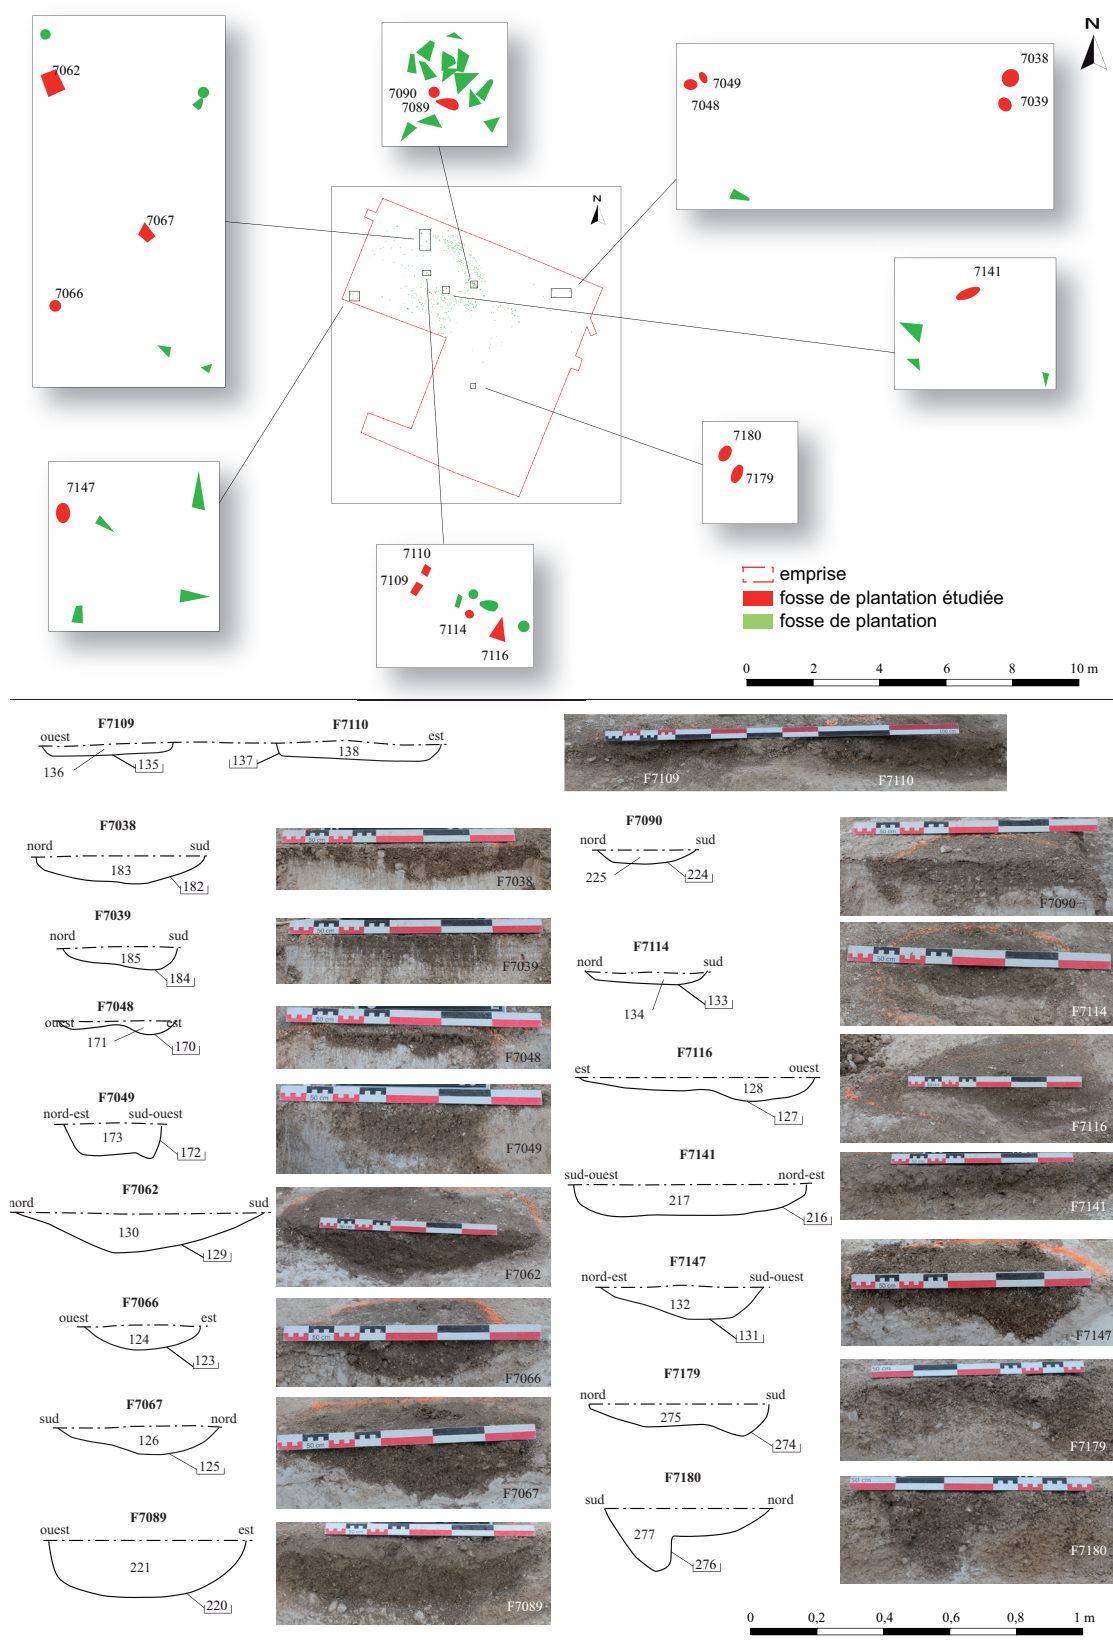 N
7062
7067
7066
7090
7089
7049
7048
7038
7039
N
7141
7147
7180
7179
7110
7109
7114
7116
emprise
fosse de plantation étudiée
fosse de plantation
0 2 4 6 8 10 m
F7109 F7110
ouest est
136 135 137 138
F7109 F7110
F7038
nord sud
183
182
F7038
F7039
nord sud
185
184
F7039
F7048
ouest est
171 170
F7048
F7049
nord-est sud-ouest
173
172
F7049
F7062
nord sud
130
129
F7062
F7066
ouest est
124
123
F7066
F7067
sud nord
126
125
F7067
F7089
ouest est
221
220
F7089
F7090
nord sud
225 224
F7090
F7114
nord sud
134 133
F7114
F7116
est ouest
128
127
F7116
F7141
sud-ouest nord-est
217
216
F7141
F7147
nord-est sud-ouest
132
131
F7147
F7179
nord sud
275
274
F7179
F7180
sud nord
277
276
F7180
0 0,2 0,4 0,6 0,8 1 m